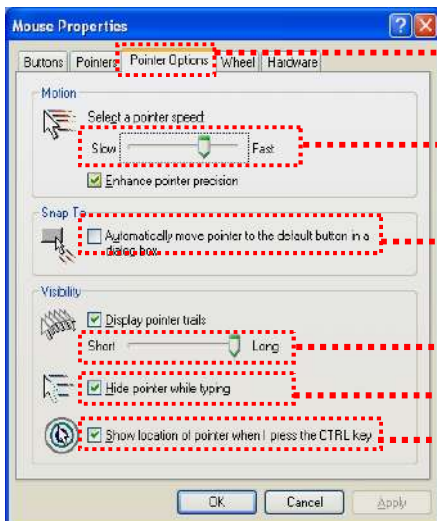 Mouse Properties
Buttons Pointers Pointer Options Wheel Hardware
Motion
Select a pointer speed:
Slow Fast
Enhance pointer precision
Snap To
Automatically move pointer to the default button in a
dialog box
Visibility
Display pointer trails
Short Long
Hide pointer while typing
Show location of pointer when I press the CTRL key
OK Cancel Apply